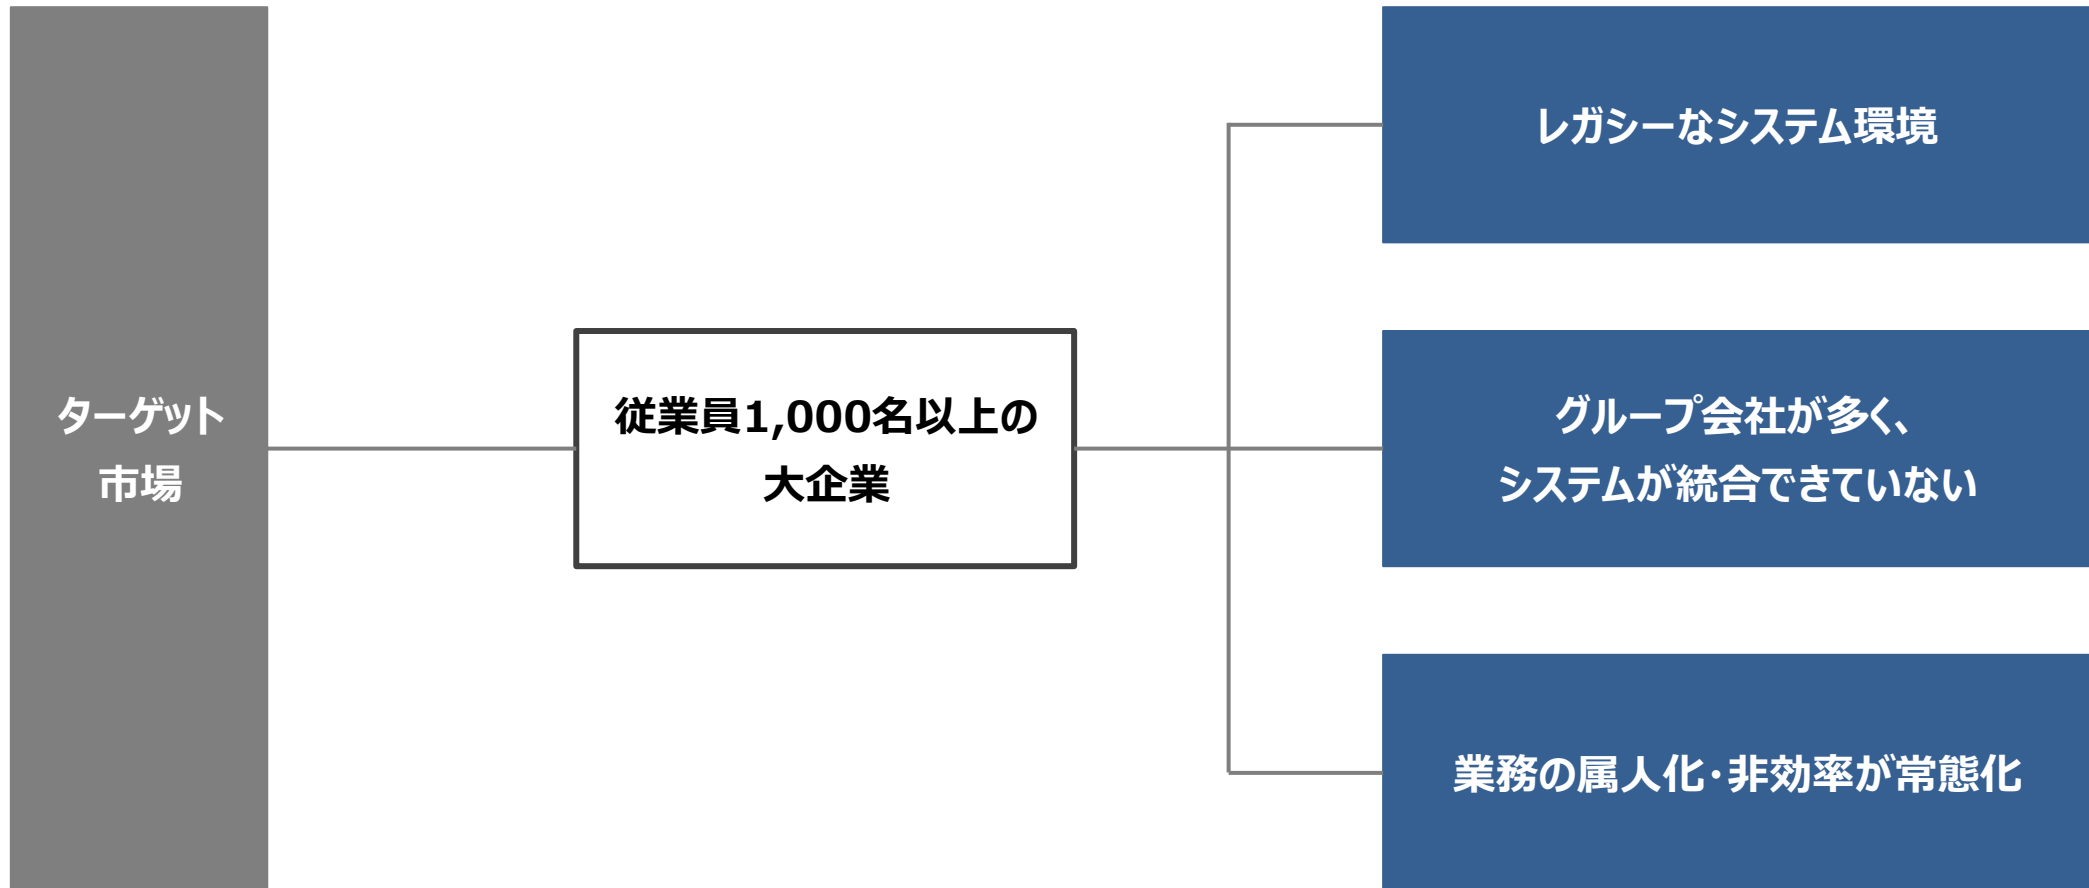 ターゲット
市場
従業員1,000名以上の
大企業
レガシーなシステム環境
グループ会社が多く、
システムが統合できていない
業務の属人化・非効率が常態化